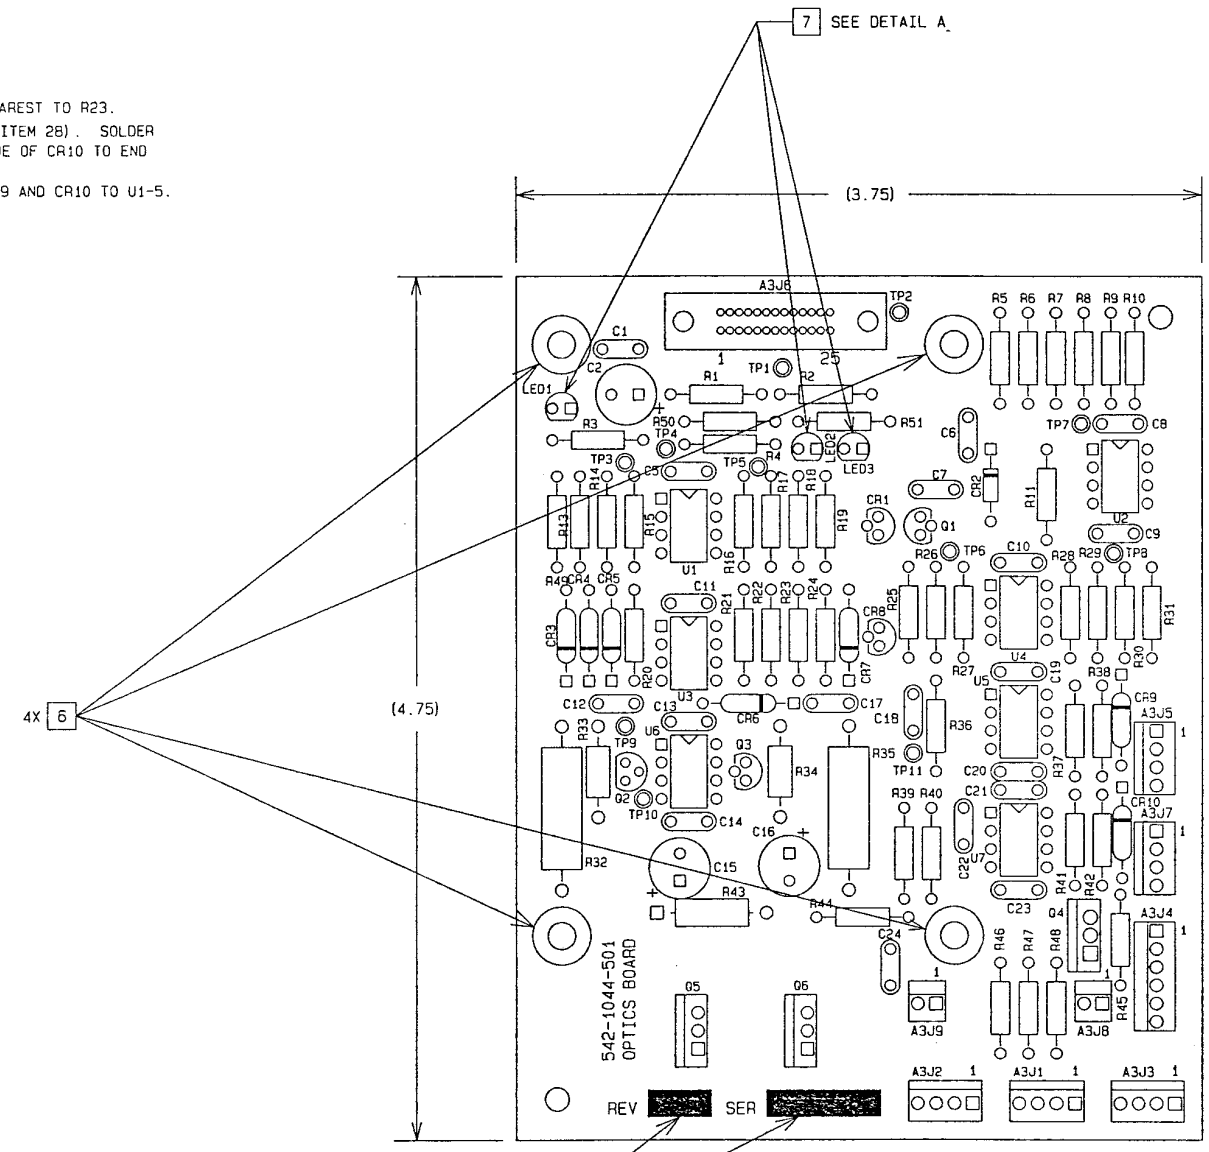 7 SEE DETAIL A
AREST TO R23.
ITEM 28). SOLDER
E OF CR10 TO END
9 AND CR10 TO U1-5.
(3.75)
A3J6
TP2
R5 R6 R7 R8 R9 R10
C1
1 25
C2
TP1
R1
R2
LED1
+
R50
R51
R3
TP4
R4
C6
TP7
C8
LED2
LED3
TP3
TP5
R14
C5
R17
R18
C7
CR2
R11
R13
R15
R19
CR1
Q1
U2
C9
U1
R16
R26
TP6
C10
R28
R29
TP8
R49
CR4
CR5
C11
R21
R22
R23
R24
R25
R31
CR3
CR8
R20
CR7
R27
U4
C19
R30
U3
U5
R38
CR9
C12
C13
CR6
C17
C18
R36
A3J5
1
4X 6
(4.75)
R33
TP9
U6
Q3
R35
TP11
C20
R37
R34
Q2
TP10
C21
CR10
R39 R40
A3J7
1
C14
C16
+
C22
U7
R32
C15
R41
R42
+
R43
C23
R44
Q4
A3J4
1
C24
R46
R47
R48
542-1044-501
OPTICS BOARD
Q5
Q6
1
A3J9
1
A3J8
R45
A3J2 1
A3J1 1
A3J3 1
REV
SER